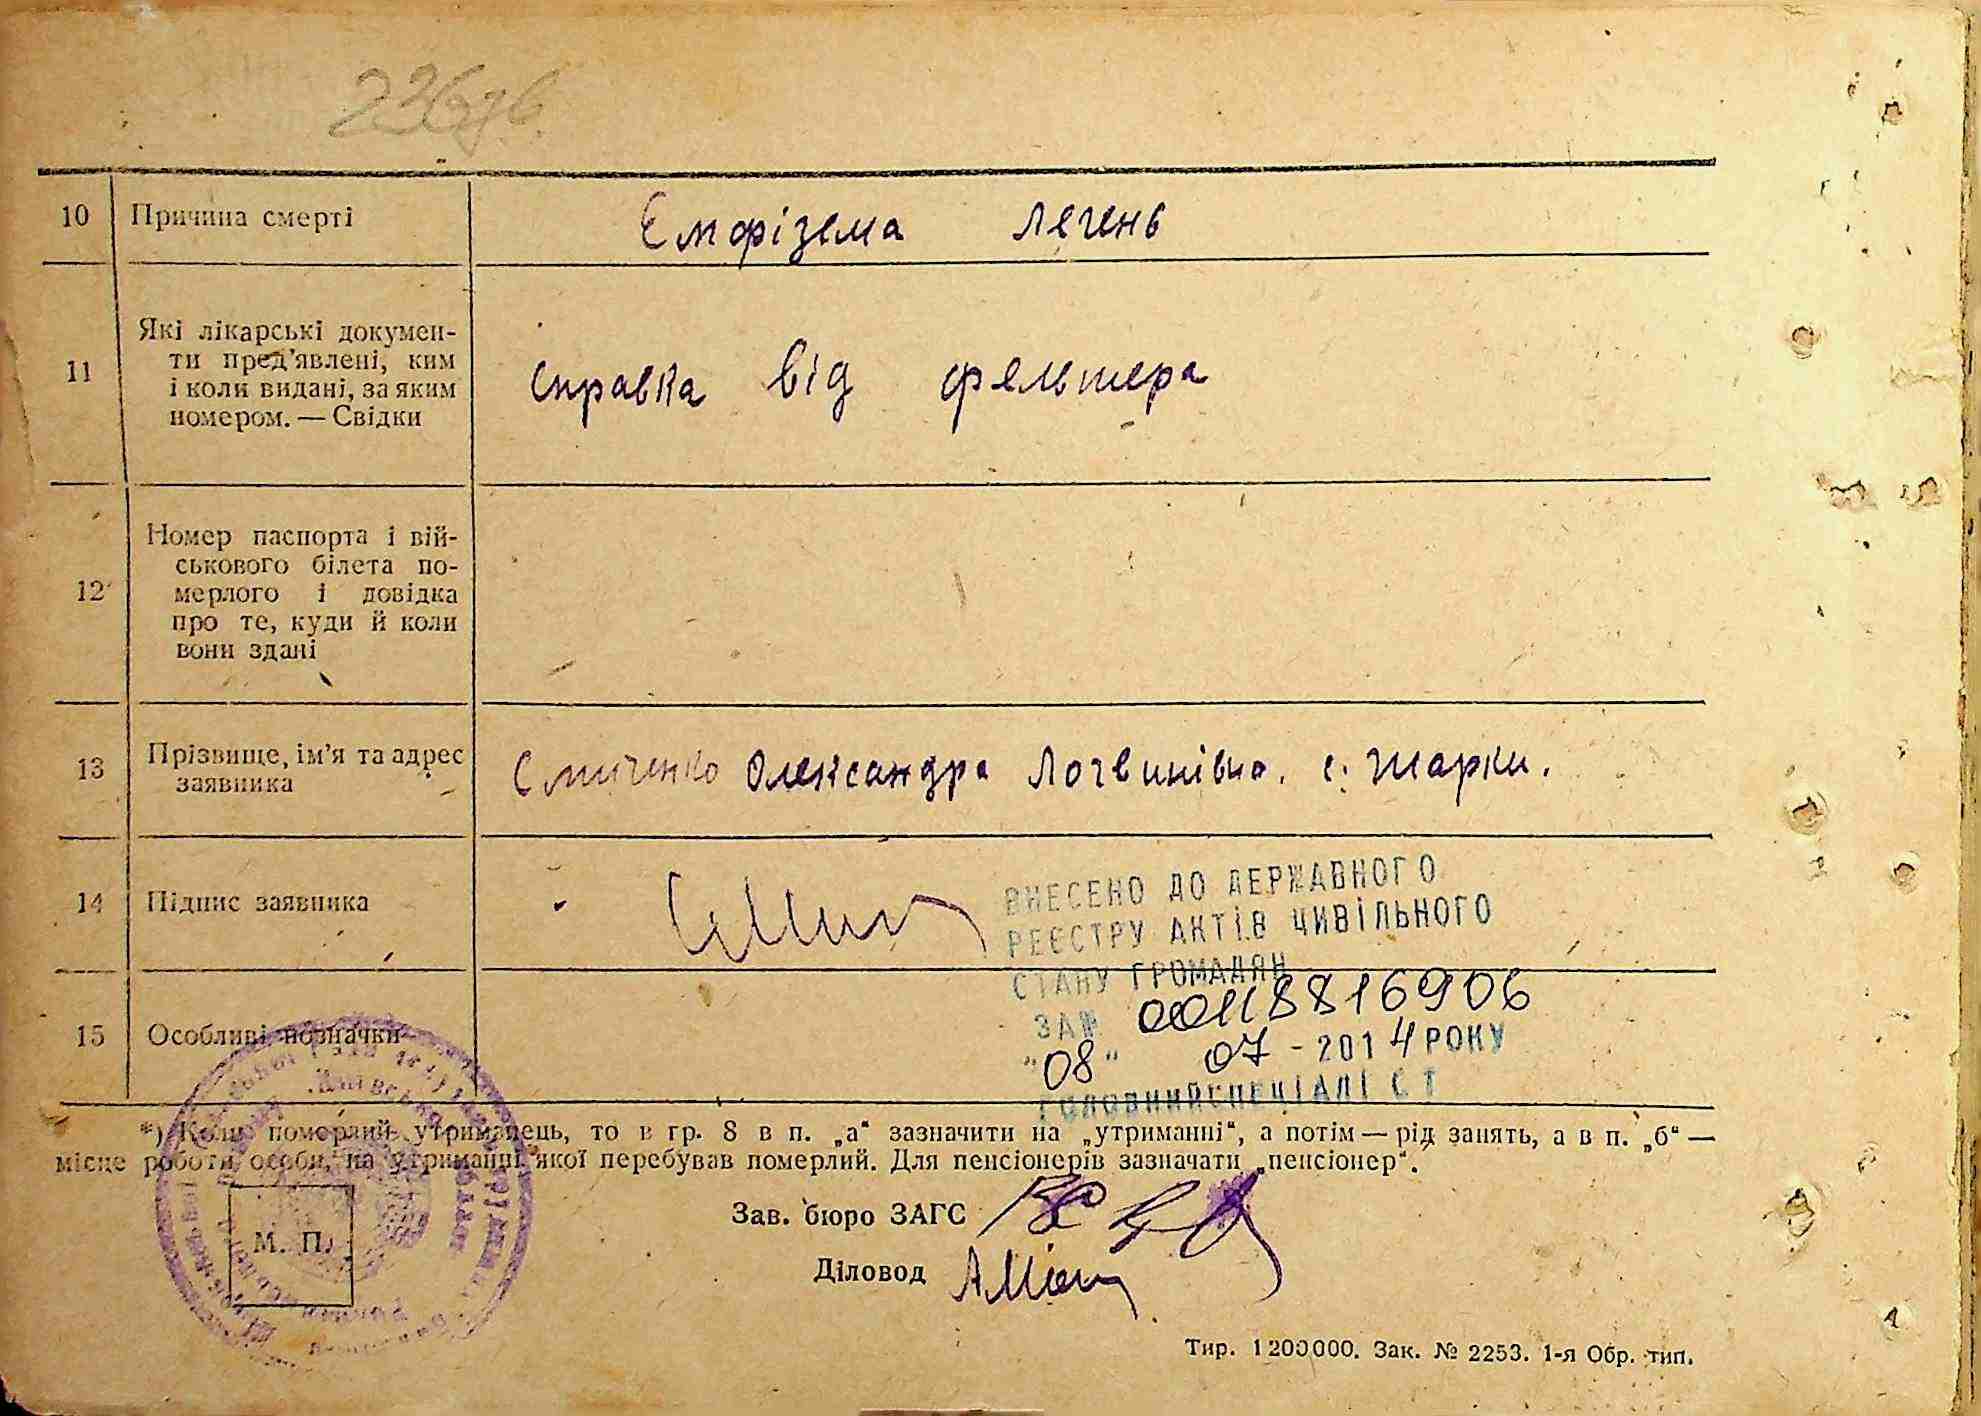 10 Причина смерті Емфізема легень
11 Які лікарські докумен-
ти пред’явлені, ким
і коли видані, за яким
номером. — Свідки
справка від фельшера
12 Номер паспорта і вій-
ськового білета по-
мерлого і довідка
про те, куди й коли
вони здані
13 Прізвище, ім’я та адрес
заявника
Олександра Логвинівна. с. Шарки.
14 Підпис заявника
ВНЕСЕНО ДО ДЕРЖАВНОГО
РЕЄСТРУ АКТІВ ЦИВІЛЬНОГО
СТАНУ ГРОМАДЯН
ЗА №
"08" 07 - 2014 РОКУ
ГОЛОВНИЙ СПЕЦІАЛІСТ
15 Особливі позначки
*) Коли померлий утриманець, то в гр. 8 в п. „а“ зазначити на „утриманні“, а потім — рід занять, а в п. „б“ —
місце роботи особи, на утриманні якої перебував померлий. Для пенсіонерів зазначати „пенсіонер“.
М. П.
Зав. бюро ЗАГС
Діловод
Тир. 1200000. Зак. № 2253. 1-я Обр. тип.